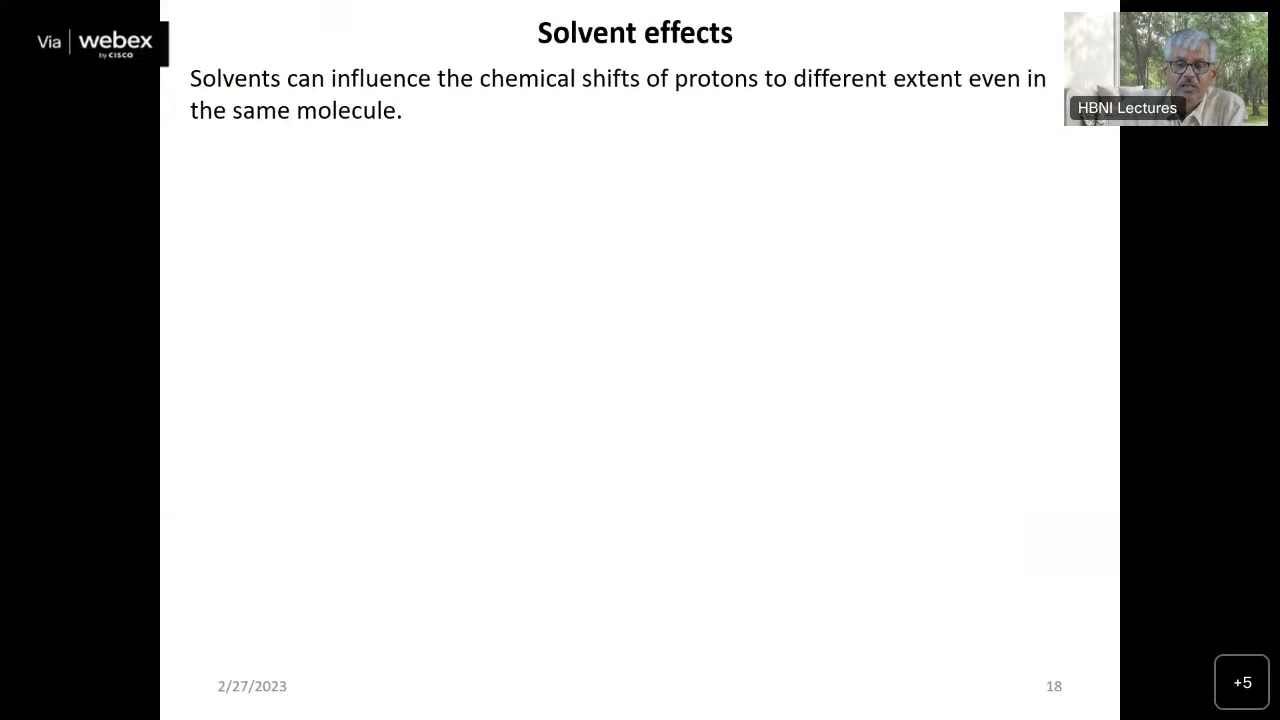 Via webex
by CISCO
Solvent effects
HBNI Lectures
Solvents can influence the chemical shifts of protons to different extent even in
the same molecule.
2/27/2023
18
+5